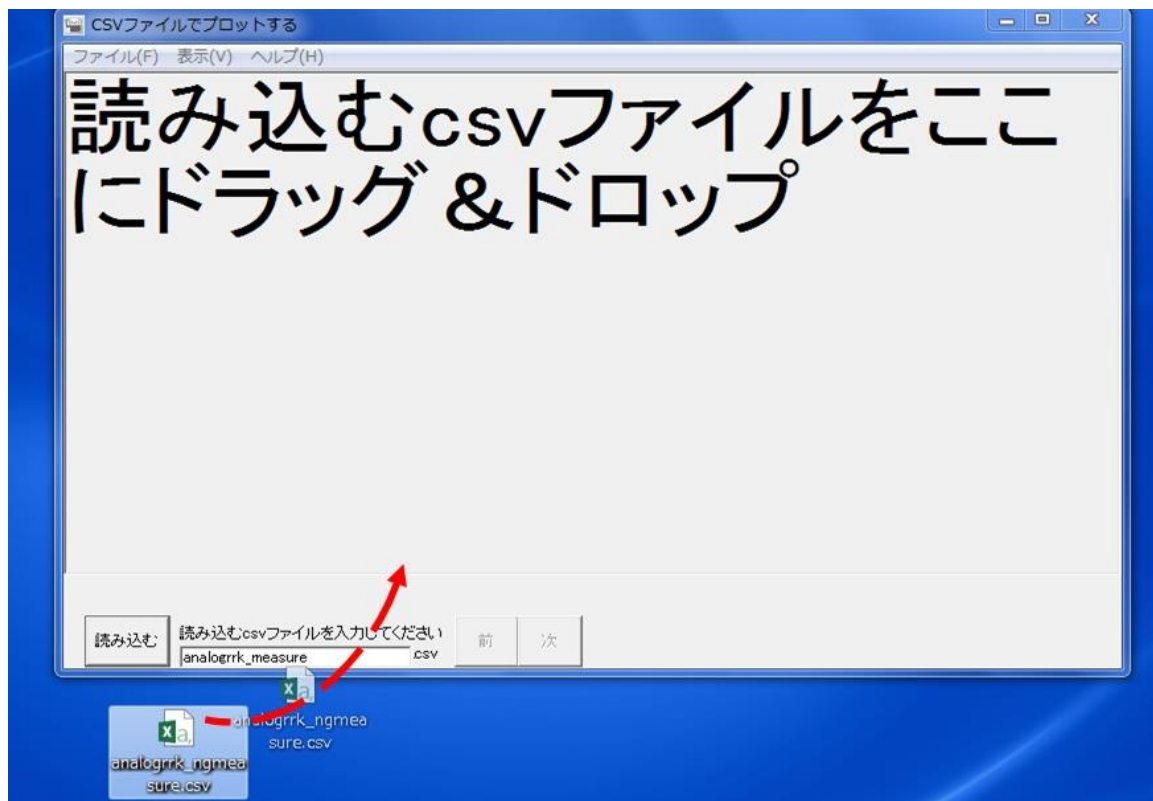 CSVファイルでプロットする
ファイル(F) 表示(V) ヘルプ(H)
読み込むcsvファイルをここ
にドラッグ &ドロップ
読み込む
読み込むcsvファイルを入力してください
analogrrk_measure .csv
前 次
analogrrk_ngmea
sure.csv
analogrrk_ngmea
sure.csv